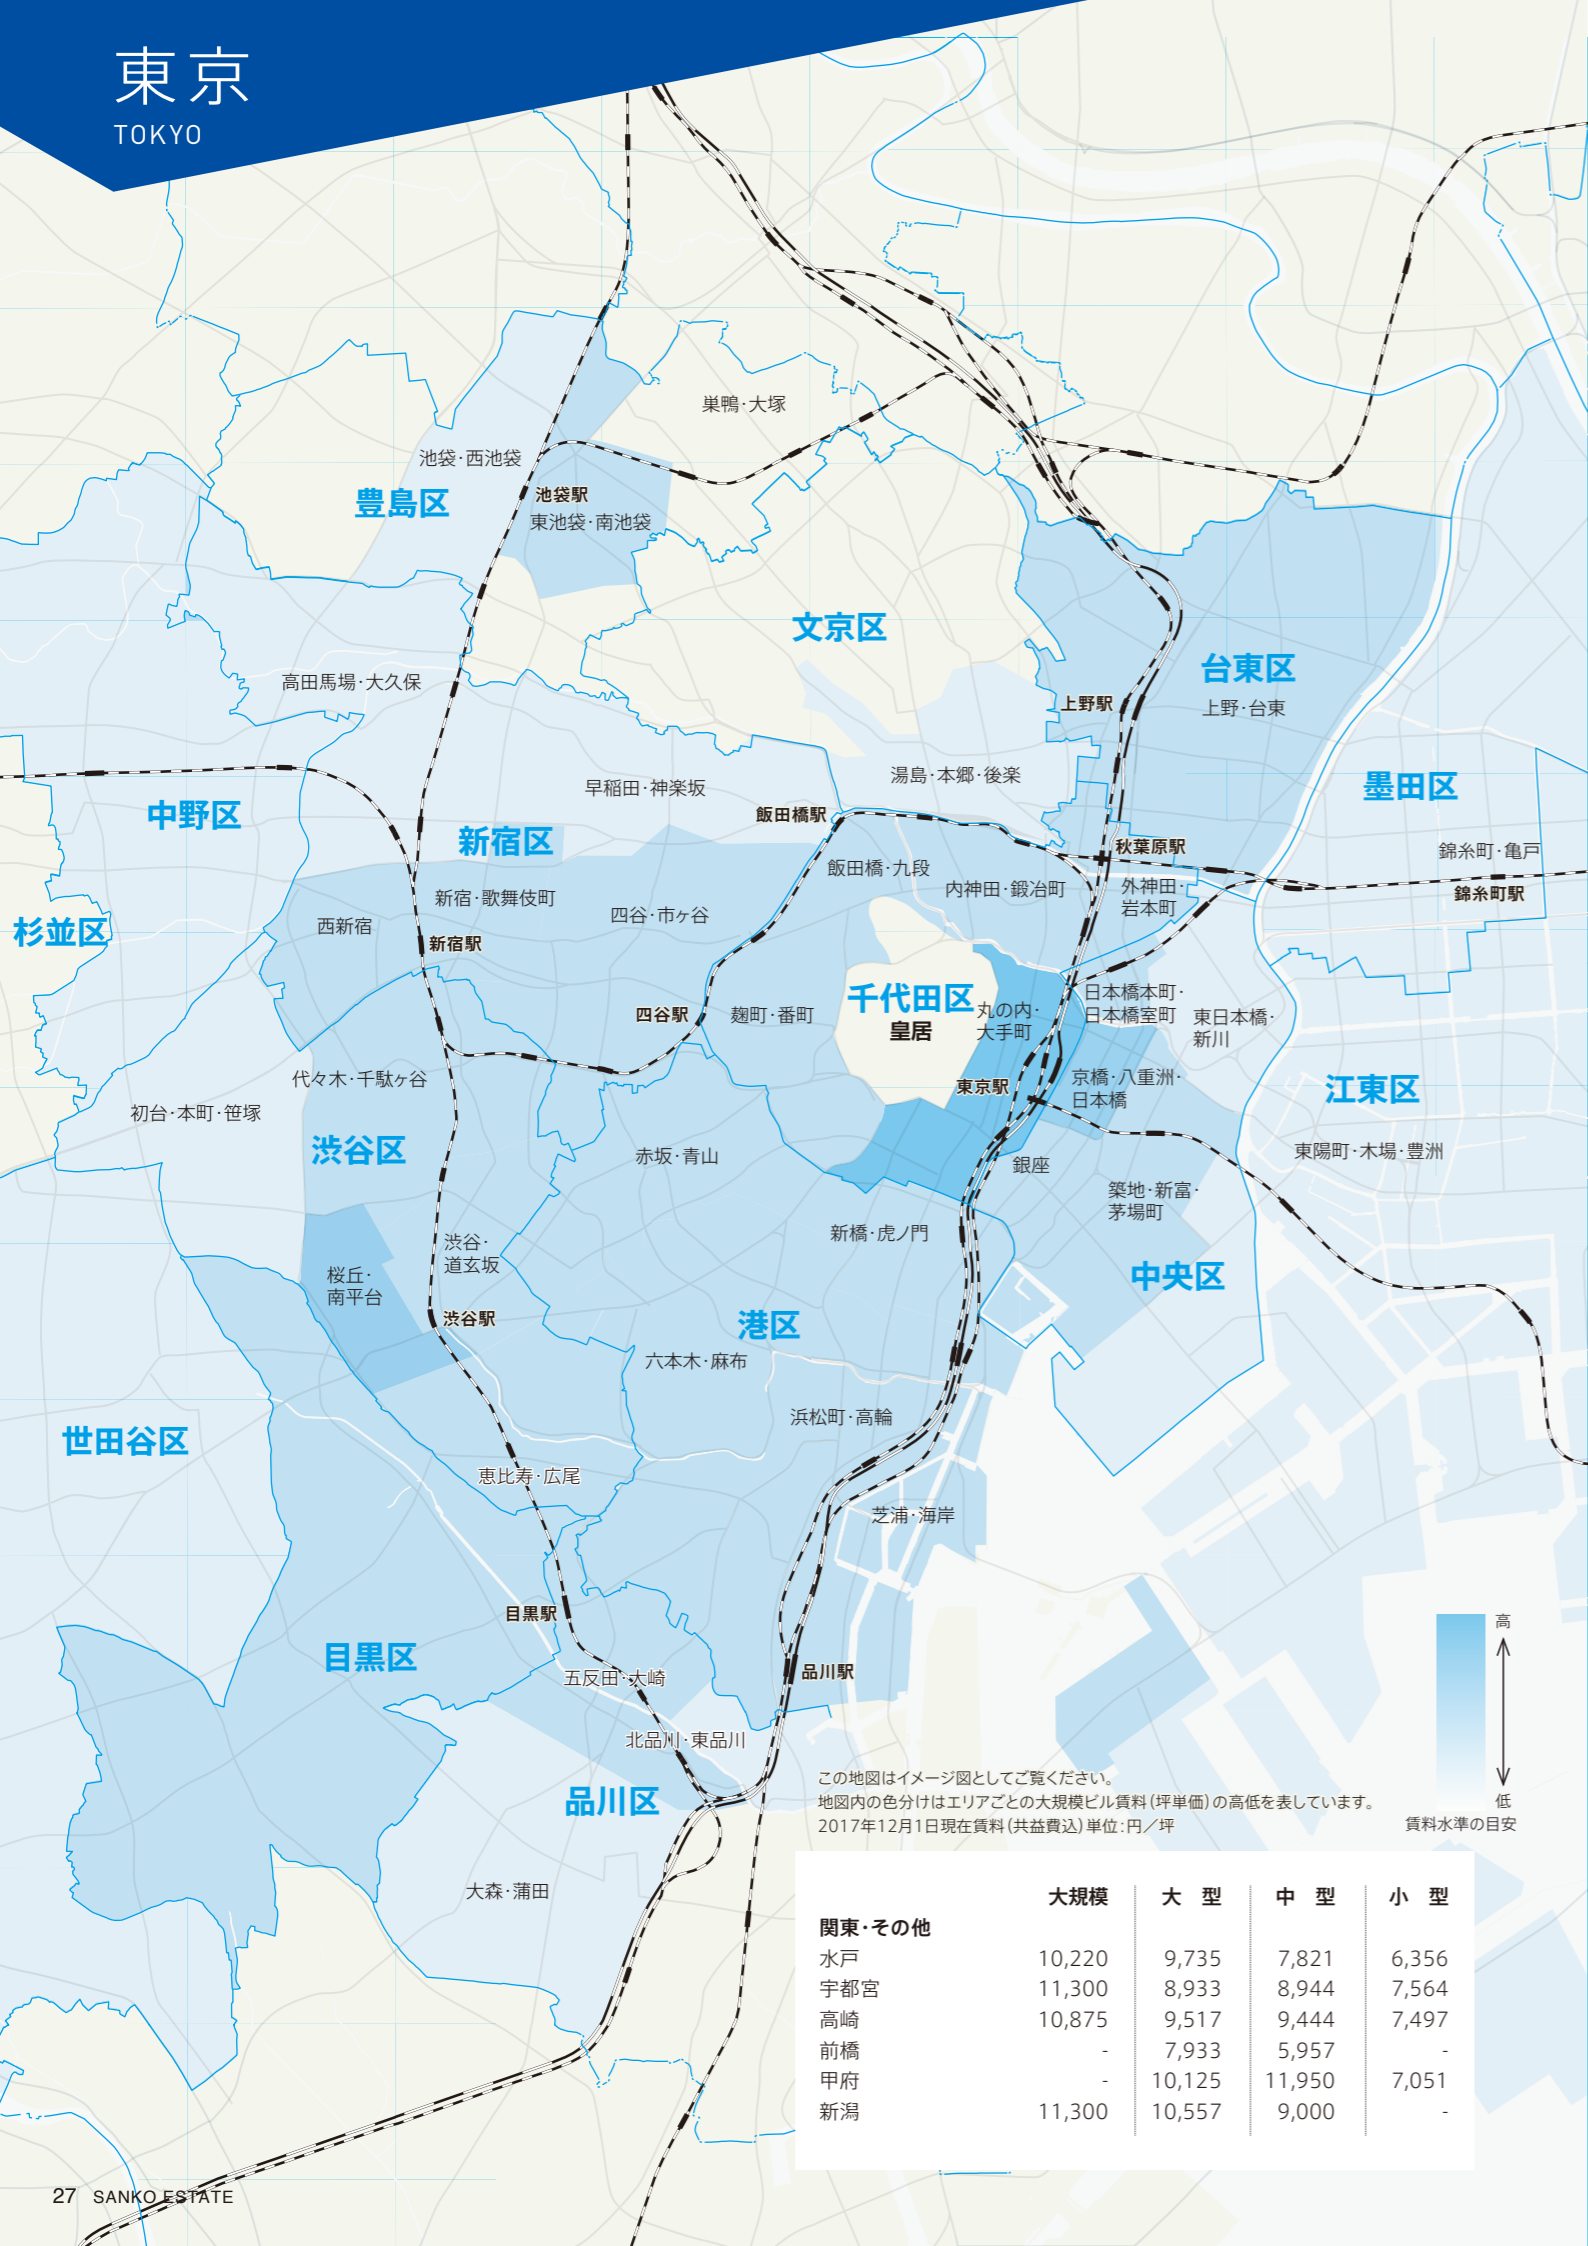 東京
TOKYO
巣鴨･大塚
池袋･西池袋
豊島区
池袋駅
東池袋･南池袋
文京区
台東区
上野･台東
上野駅
高田馬場･大久保
早稲田･神楽坂
湯島･本郷･後楽
墨田区
中野区
新宿区
飯田橋駅
秋葉原駅
錦糸町･亀戸
錦糸町駅
飯田橋･九段
内神田･鍛冶町
外神田･
岩本町
新宿･歌舞伎町
四谷･市ヶ谷
西新宿
杉並区
新宿駅
千代田区
皇居
丸の内･
大手町
日本橋本町･
日本橋室町
東日本橋･
新川
四谷駅
麹町･番町
東京駅
京橋･八重洲･
日本橋
江東区
代々木･千駄ヶ谷
初台･本町･笹塚
渋谷区
赤坂･青山
銀座
東陽町･木場･豊洲
築地･新富･
茅場町
新橋･虎ノ門
渋谷･
道玄坂
桜丘･
南平台
中央区
渋谷駅
港区
六本木･麻布
浜松町･高輪
世田谷区
恵比寿･広尾
芝浦･海岸
目黒駅
目黒区
五反田･大崎
品川駅
北品川･東品川
品川区
大森･蒲田
高
低
賃料水準の目安
この地図はイメージ図としてご覧ください。
地図内の色分けはエリアごとの大規模ビル賃料(坪単価)の高低を表しています。
2017年12月1日現在賃料(共益費込)単位:円／坪
大規模 大　型 中　型 小　型
関東･その他
水戸 10,220 9,735 7,821 6,356
宇都宮 11,300 8,933 8,944 7,564
高崎 10,875 9,517 9,444 7,497
前橋 - 7,933 5,957 -
甲府 - 10,125 11,950 7,051
新潟 11,300 10,557 9,000 -
27 SANKO ESTATE